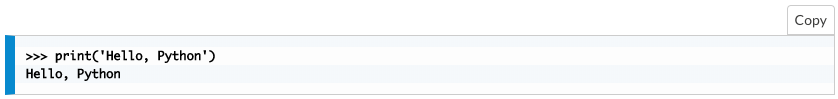 Copy
>>> print('Hello, Python')
Hello, Python